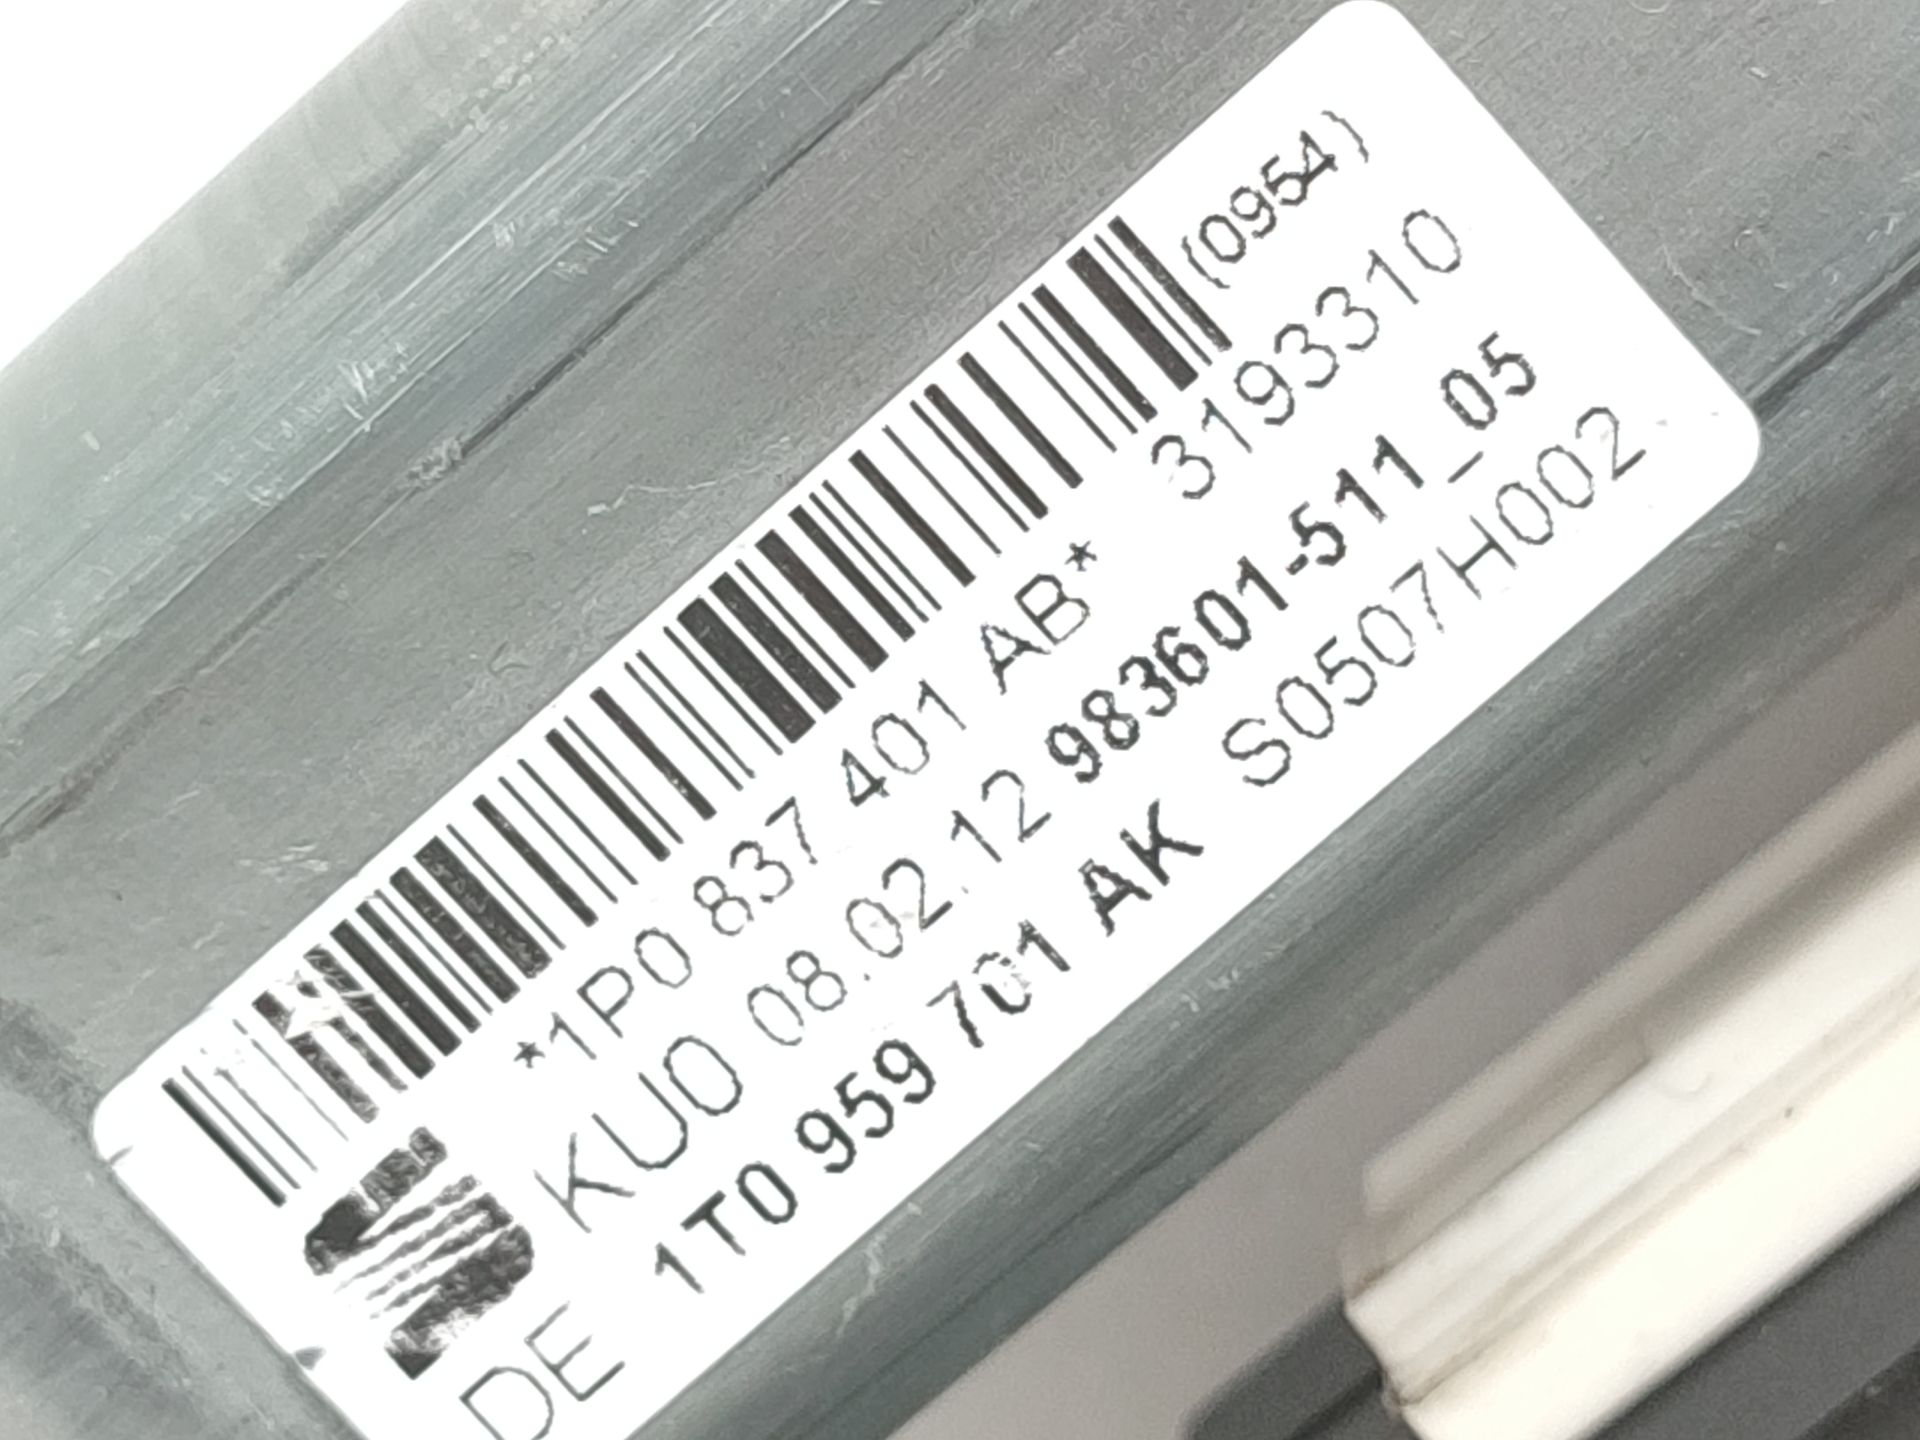 (0954)
*1P0 837 401 AB* 3193310
KU0 08.02.12 983601-511_05
1T0 959 701 AK S0507H002
DE